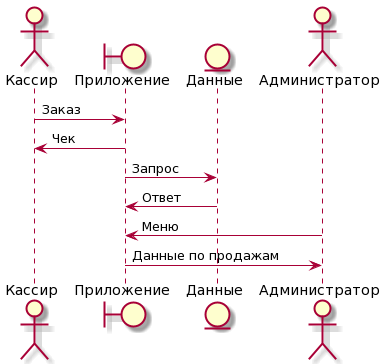 Кассир Приложение Данные Администратор
Заказ
Чек
Запрос
Ответ
Меню
Данные по продажам
Кассир Приложение Данные Администратор